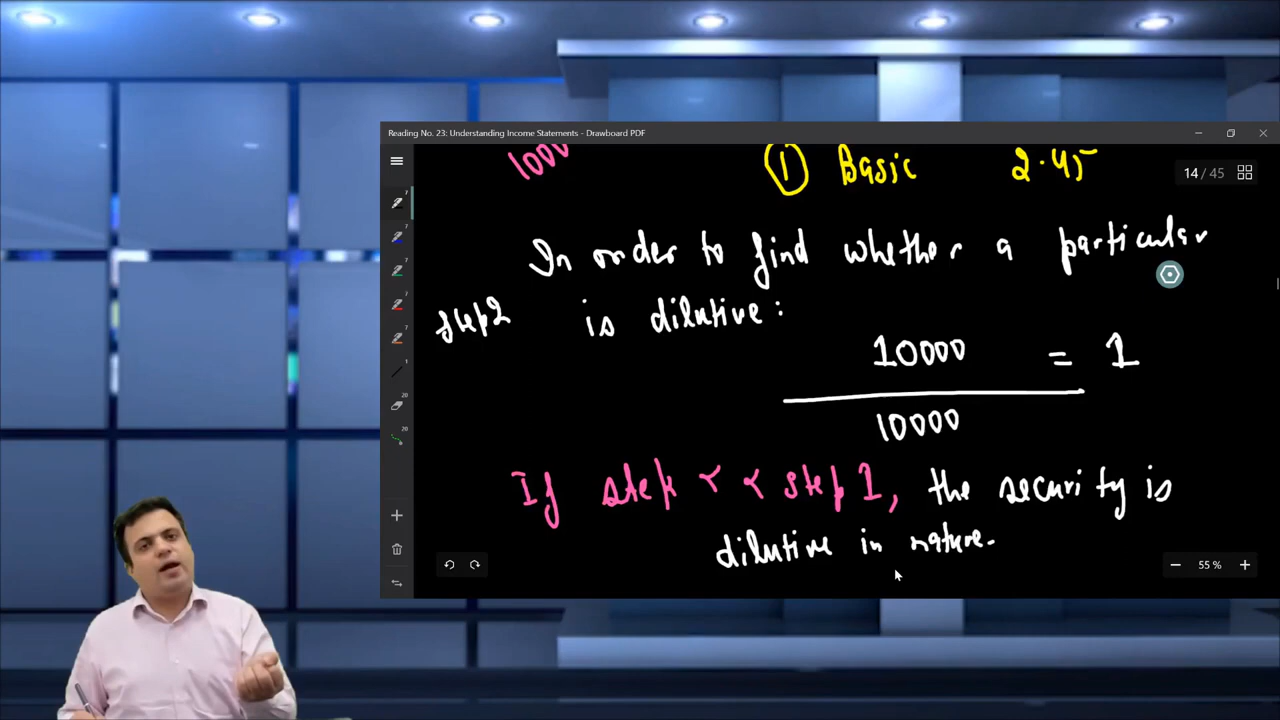 Reading No. 23: Understanding Income Statements - Drawboard PDF
14 / 45
1000
① Basic 2.45
In order to find whether a particular
step2 is dilutive:
10000 = 1
10000
If step 2 < step 1, the security is
dilutive in nature.
55 %